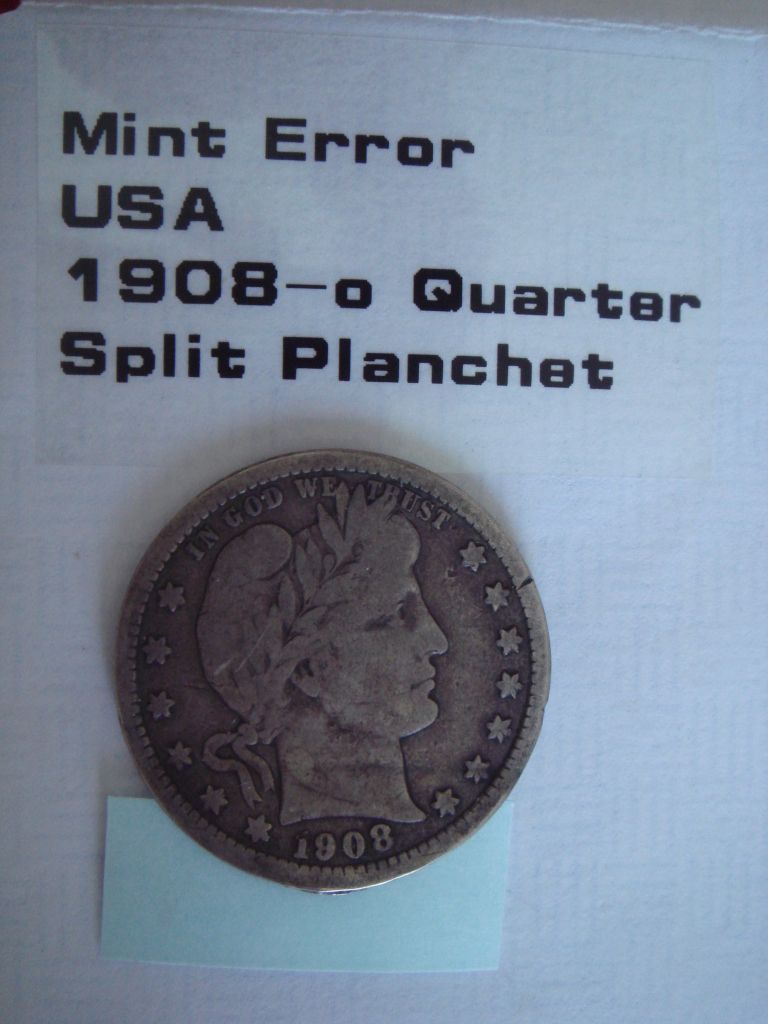 Mint Error
USA
1908-o Quarter
Split Planchet
IN GOD WE TRUST
1908